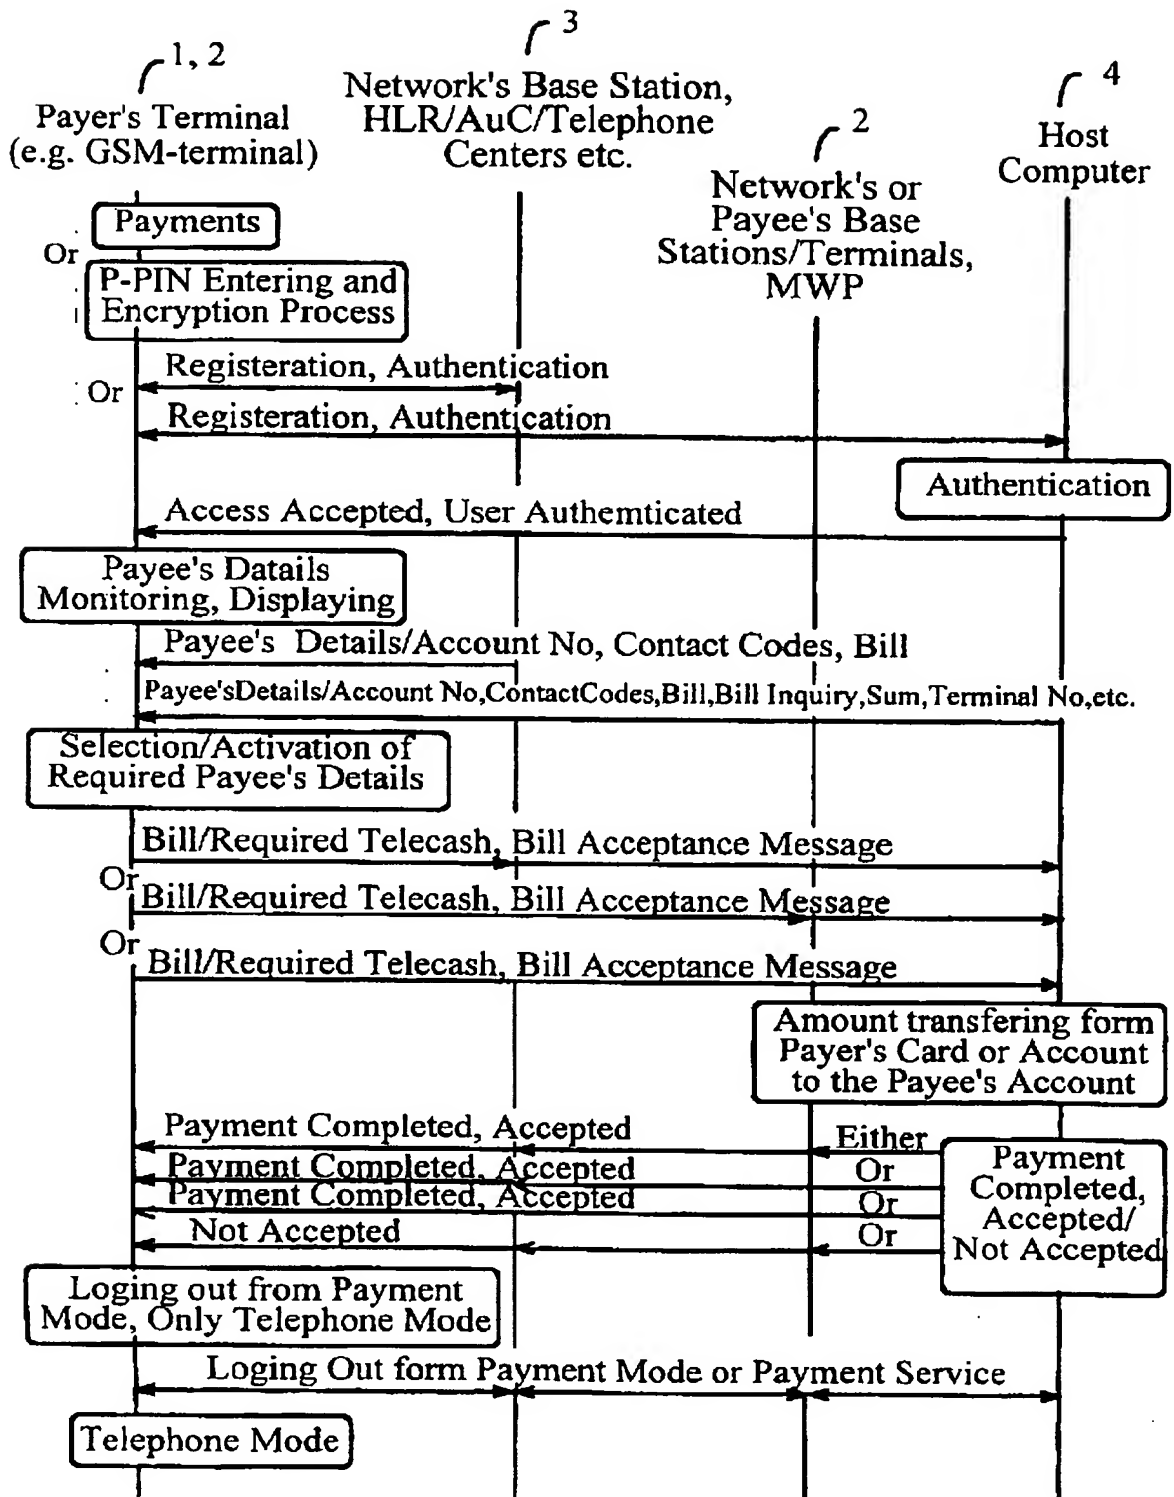 1, 2
Payer's Terminal
(e.g. GSM-terminal)
3
Network's Base Station,
HLR/AuC/Telephone
Centers etc.
2
Network's or
Payee's Base
Stations/Terminals,
MWP
4
Host
Computer
Payments
Or
P-PIN Entering and
Encryption Process
Registeration, Authentication
Or
Registeration, Authentication
Authentication
Access Accepted, User Authemticated
Payee's Datails
Monitoring, Displaying
Payee's Details/Account No, Contact Codes, Bill
Payee'sDetails/Account No,ContactCodes,Bill,Bill Inquiry,Sum,Terminal No,etc.
Selection/Activation of
Required Payee's Details
Bill/Required Telecash, Bill Acceptance Message
Or
Bill/Required Telecash, Bill Acceptance Message
Or
Bill/Required Telecash, Bill Acceptance Message
Amount transfering form
Payer's Card or Account
to the Payee's Account
Payment Completed, Accepted
Either
Payment Completed, Accepted
Or
Payment Completed, Accepted
Or
Not Accepted
Or
Payment
Completed,
Accepted/
Not Accepted
Loging out from Payment
Mode, Only Telephone Mode
Loging Out form Payment Mode or Payment Service
Telephone Mode